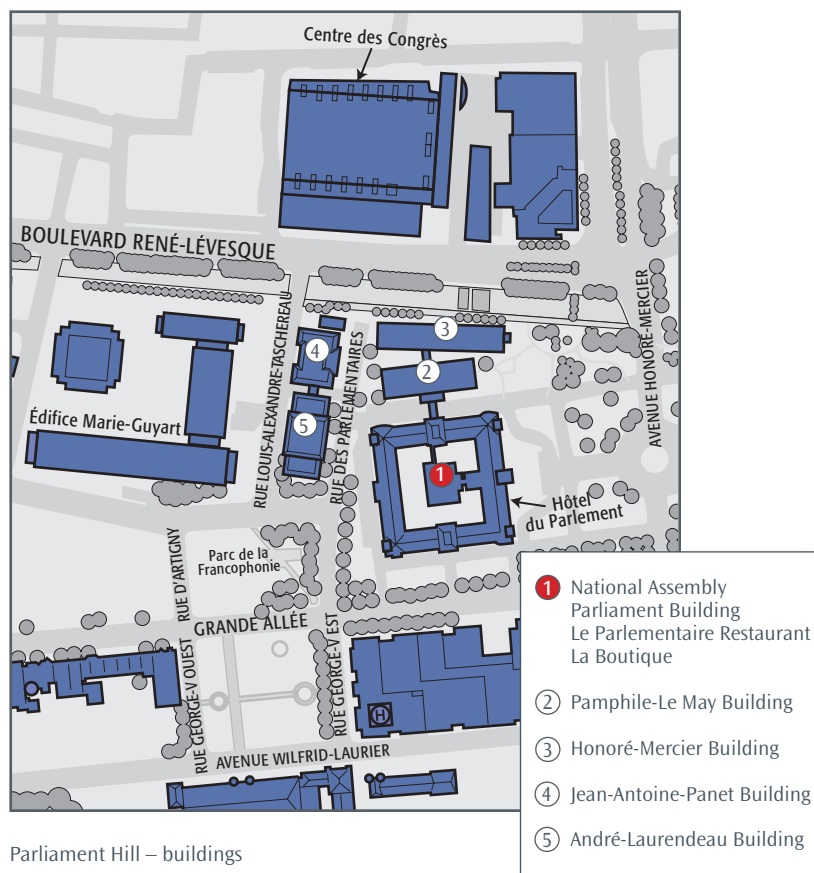 Centre des Congrès
BOULEVARD RENÉ-LÉVESQUE
AVENUE HONORÉ-MERCIER
RUE LOUIS-ALEXANDRE-TASCHEREAU
RUE DES PARLEMENTAIRES
3
4
2
5
Édifice Marie-Guyart
1
Hôtel
du Parlement
RUE D'ARTIGNY
Parc de la
Francophonie
GRANDE ALLÉE
RUE GEORGE-V OUEST
RUE GEORGE-V EST
H
AVENUE WILFRID-LAURIER
1 National Assembly
Parliament Building
Le Parlementaire Restaurant
La Boutique
2 Pamphile-Le May Building
3 Honoré-Mercier Building
4 Jean-Antoine-Panet Building
5 André-Laurendeau Building
Parliament Hill – buildings